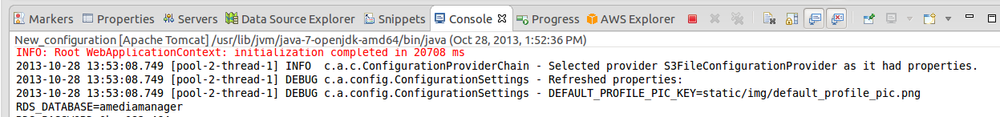 Markers Properties Servers Data Source Explorer Snippets Console Progress AWS Explorer
New_configuration [Apache Tomcat] /usr/lib/jvm/java-7-openjdk-amd64/bin/java (Oct 28, 2013, 1:52:36 PM)
INFO: Root WebApplicationContext: initialization completed in 20708 ms
2013-10-28 13:53:08.749 [pool-2-thread-1] INFO  c.a.c.ConfigurationProviderChain - Selected provider S3FileConfigurationProvider as it had properties.
2013-10-28 13:53:08.749 [pool-2-thread-1] DEBUG c.a.config.ConfigurationSettings - Refreshed properties:
2013-10-28 13:53:08.749 [pool-2-thread-1] DEBUG c.a.config.ConfigurationSettings - DEFAULT_PROFILE_PIC_KEY=static/img/default_profile_pic.png
RDS_DATABASE=amediamanager